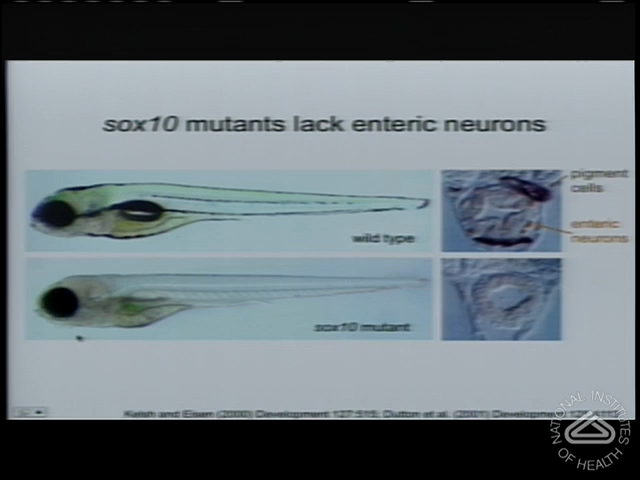 sox10 mutants lack enteric neurons
pigment
cells
enteric
neurons
wild type
sox10 mutant
Kelsh and Eisen (2000) Development 127:515; Dutton et al. (2001) Development
NATIONAL INSTITUTES
OF HEALTH